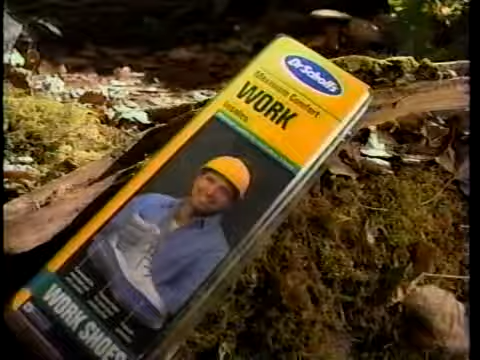 Dr Scholl's
Maximum Comfort
WORK
Insoles
WORK SHOES